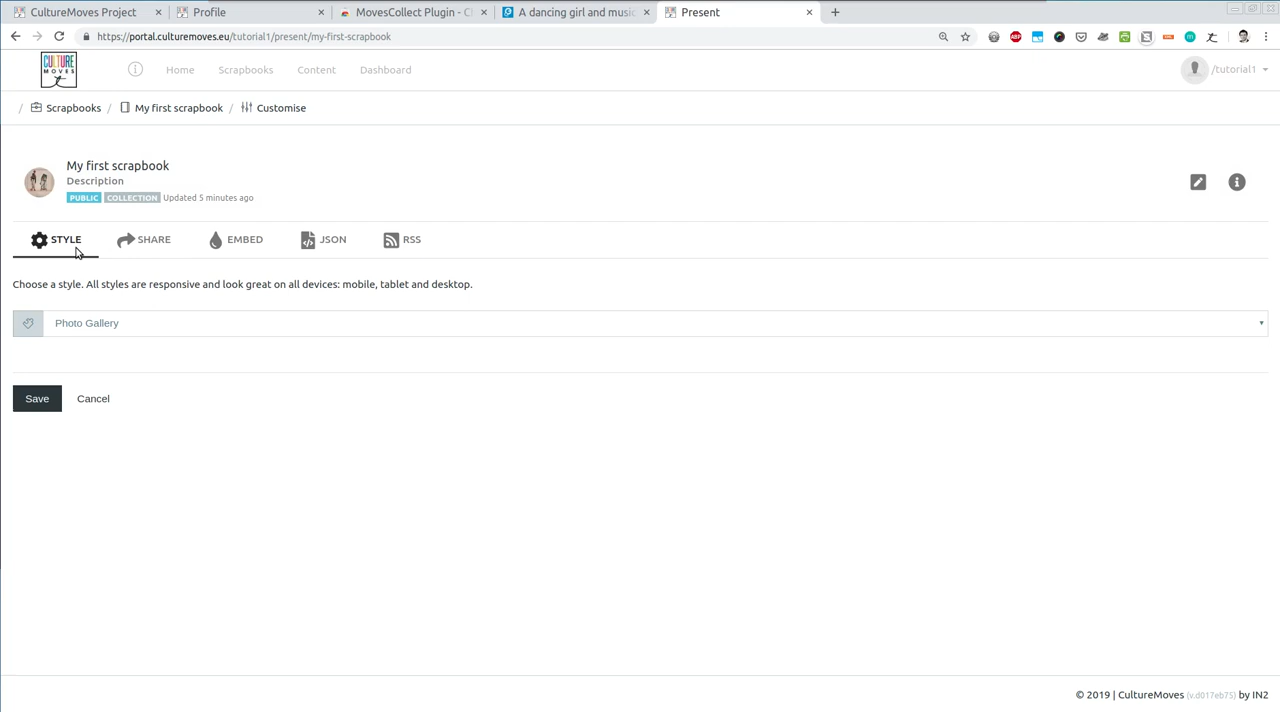 CultureMoves Project
Profile
MovesCollect Plugin - C
A dancing girl and music
Present
https://portal.culturemoves.eu/tutorial1/present/my-first-scrapbook
CULTURE
MOVES
Home
Scrapbooks
Content
Dashboard
/tutorial1
/ Scrapbooks / My first scrapbook / Customise
My first scrapbook
Description
PUBLIC COLLECTION Updated 5 minutes ago
STYLE
SHARE
EMBED
JSON
RSS
Choose a style. All styles are responsive and look great on all devices: mobile, tablet and desktop.
Photo Gallery
Save
Cancel
© 2019 | CultureMoves (v.d017eb75) by IN2